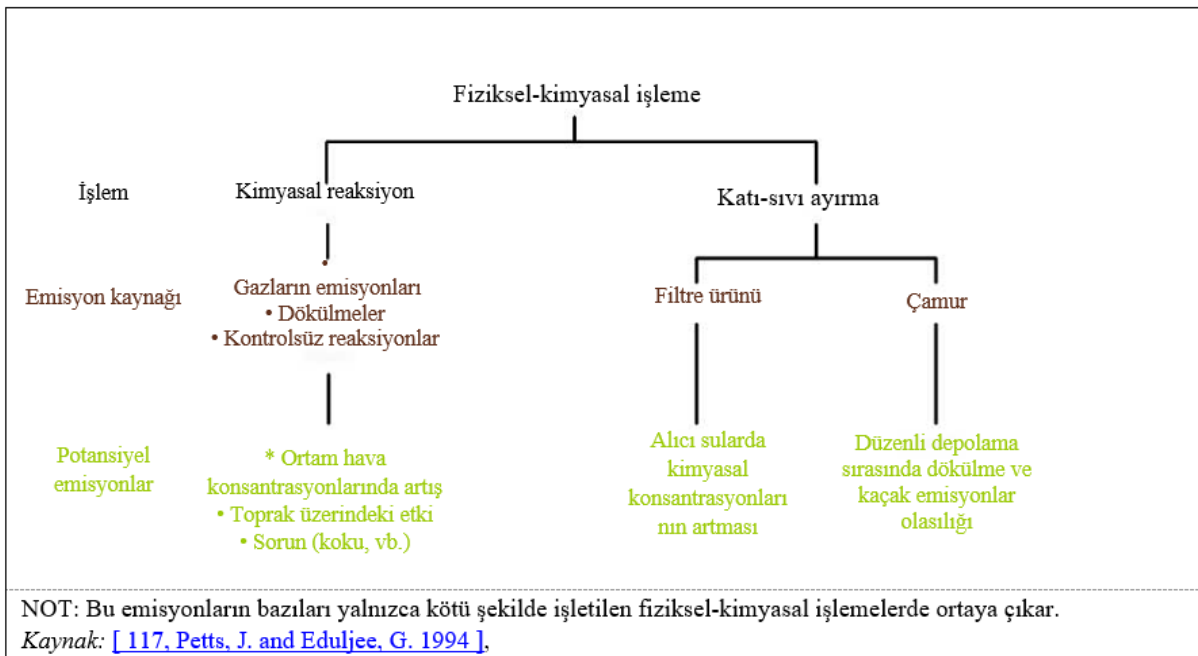 Fiziksel-kimyasal işleme
İşlem
Kimyasal reaksiyon
Katı-sıvı ayırma
Emisyon kaynağı
•
Gazların emisyonları
• Dökülmeler
• Kontrolsüz reaksiyonlar
Filtre ürünü
Çamur
Potansiyel
emisyonlar
* Ortam hava
konsantrasyonlarında artış
• Toprak üzerindeki etki
• Sorun (koku, vb.)
Alıcı sularda
kimyasal
konsantrasyonları
nın artması
Düzenli depolama
sırasında dökülme ve
kaçak emisyonlar
olasılığı
NOT: Bu emisyonların bazıları yalnızca kötü şekilde işletilen fiziksel-kimyasal işlemelerde ortaya çıkar.
Kaynak: [ 117, Petts, J. and Eduljee, G. 1994 ],